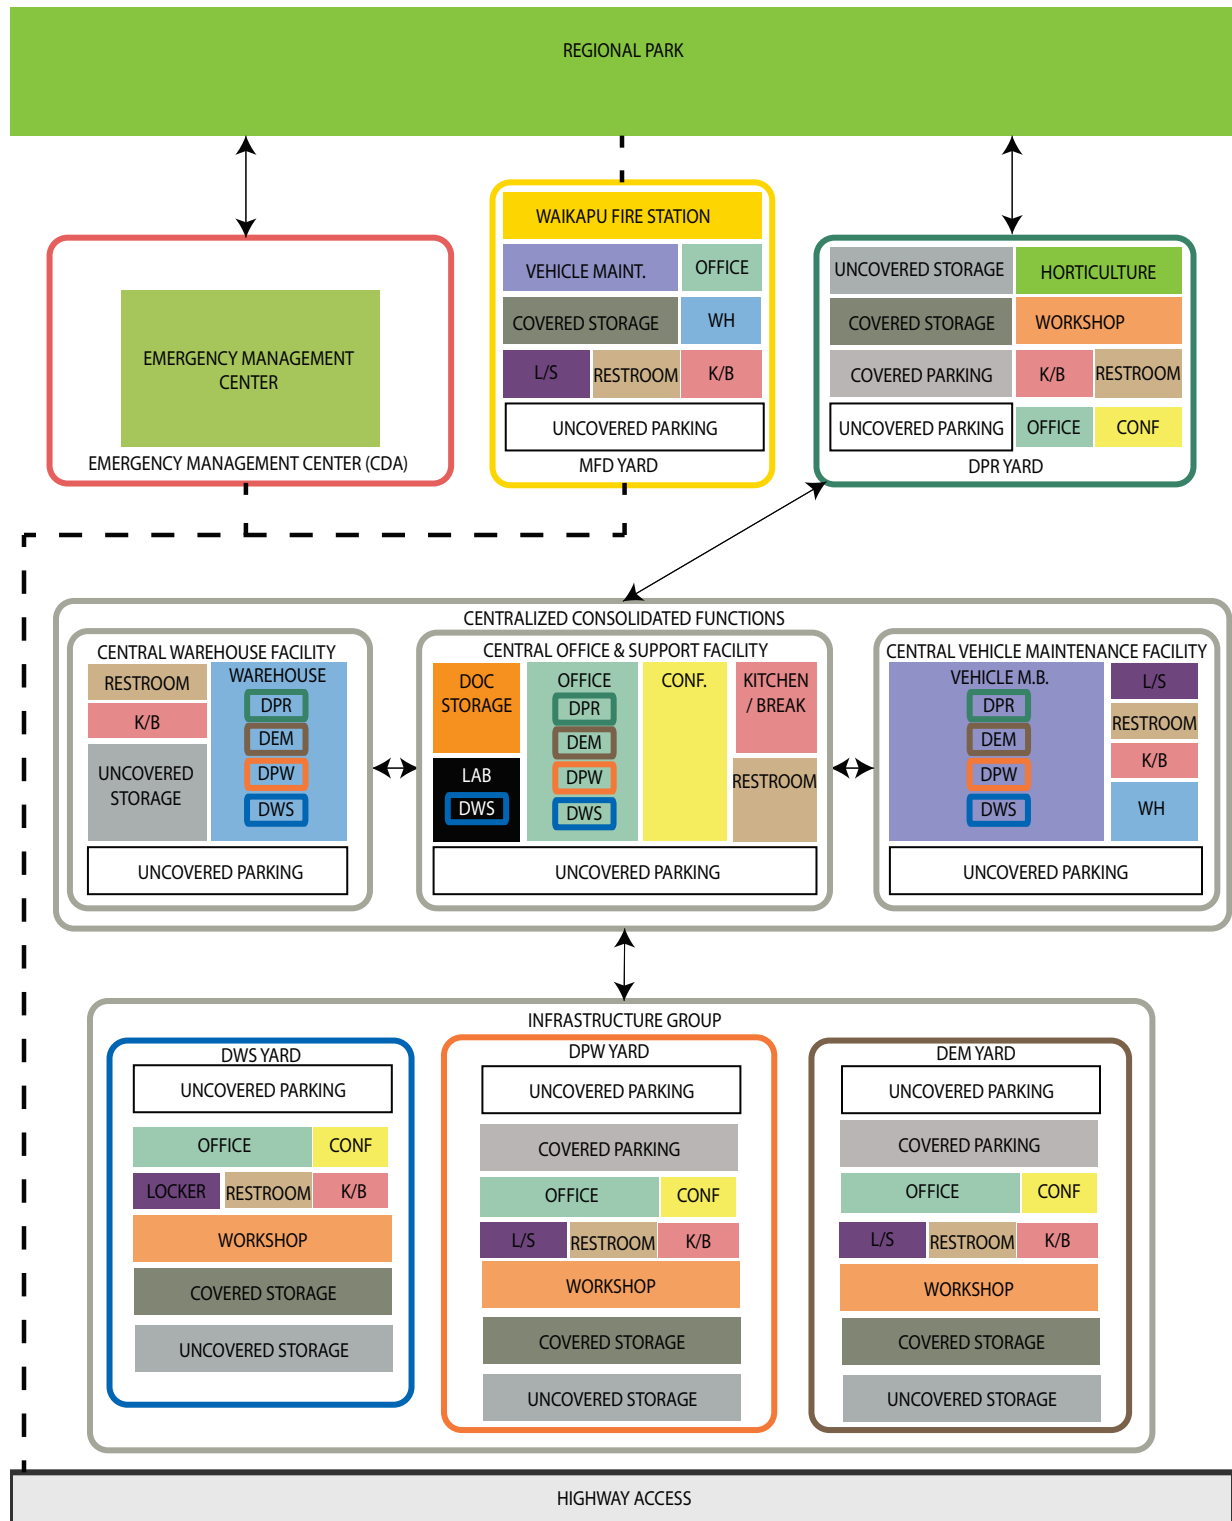 REGIONAL PARK
WAIKAPU FIRE STATION
VEHICLE MAINT.
OFFICE
COVERED STORAGE
WH
L/S
RESTROOM
K/B
UNCOVERED PARKING
MFD YARD
UNCOVERED STORAGE
HORTICULTURE
COVERED STORAGE
WORKSHOP
COVERED PARKING
K/B
RESTROOM
UNCOVERED PARKING
OFFICE
CONF
DPR YARD
EMERGENCY MANAGEMENT
CENTER
EMERGENCY MANAGEMENT CENTER (CDA)
CENTRALIZED CONSOLIDATED FUNCTIONS
CENTRAL WAREHOUSE FACILITY
RESTROOM
K/B
UNCOVERED
STORAGE
WAREHOUSE
DPR
DEM
DPW
DWS
UNCOVERED PARKING
CENTRAL OFFICE & SUPPORT FACILITY
DOC
STORAGE
LAB
DWS
OFFICE
DPR
DEM
DPW
DWS
CONF.
KITCHEN
/ BREAK
RESTROOM
UNCOVERED PARKING
CENTRAL VEHICLE MAINTENANCE FACILITY
VEHICLE M.B.
DPR
DEM
DPW
DWS
L/S
RESTROOM
K/B
WH
UNCOVERED PARKING
INFRASTRUCTURE GROUP
DWS YARD
UNCOVERED PARKING
OFFICE
CONF
LOCKER
RESTROOM
K/B
WORKSHOP
COVERED STORAGE
UNCOVERED STORAGE
DPW YARD
UNCOVERED PARKING
COVERED PARKING
OFFICE
CONF
L/S
RESTROOM
K/B
WORKSHOP
COVERED STORAGE
UNCOVERED STORAGE
DEM YARD
UNCOVERED PARKING
COVERED PARKING
OFFICE
CONF
L/S
RESTROOM
K/B
WORKSHOP
COVERED STORAGE
UNCOVERED STORAGE
HIGHWAY ACCESS